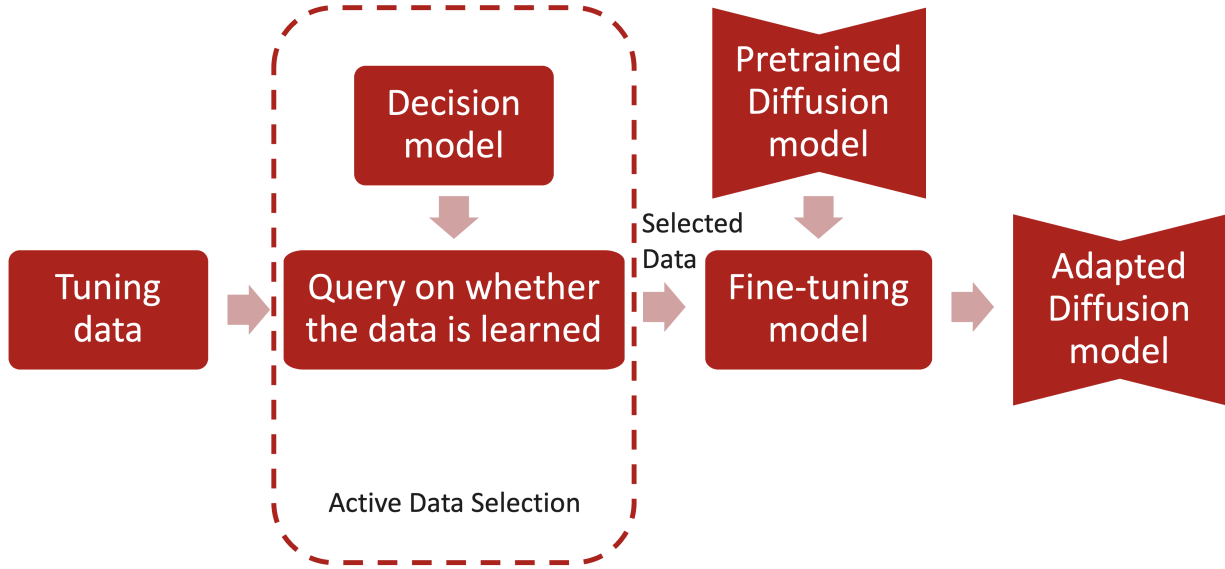 Decision
model
Pretrained
Diffusion
model
Tuning
data
Query on whether
the data is learned
Selected
Data
Fine-tuning
model
Adapted
Diffusion
model
Active Data Selection